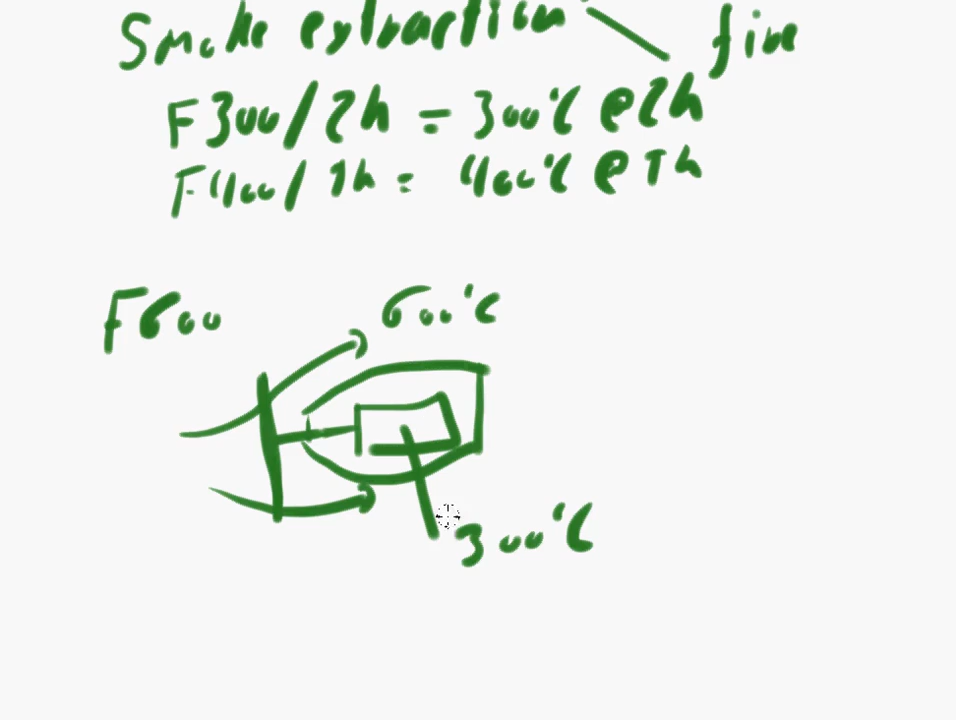 Smoke extraction fire
F300/2h = 300°C @ 2h
F400/1h = 400°C @ 1h
F600 600°C
300°C